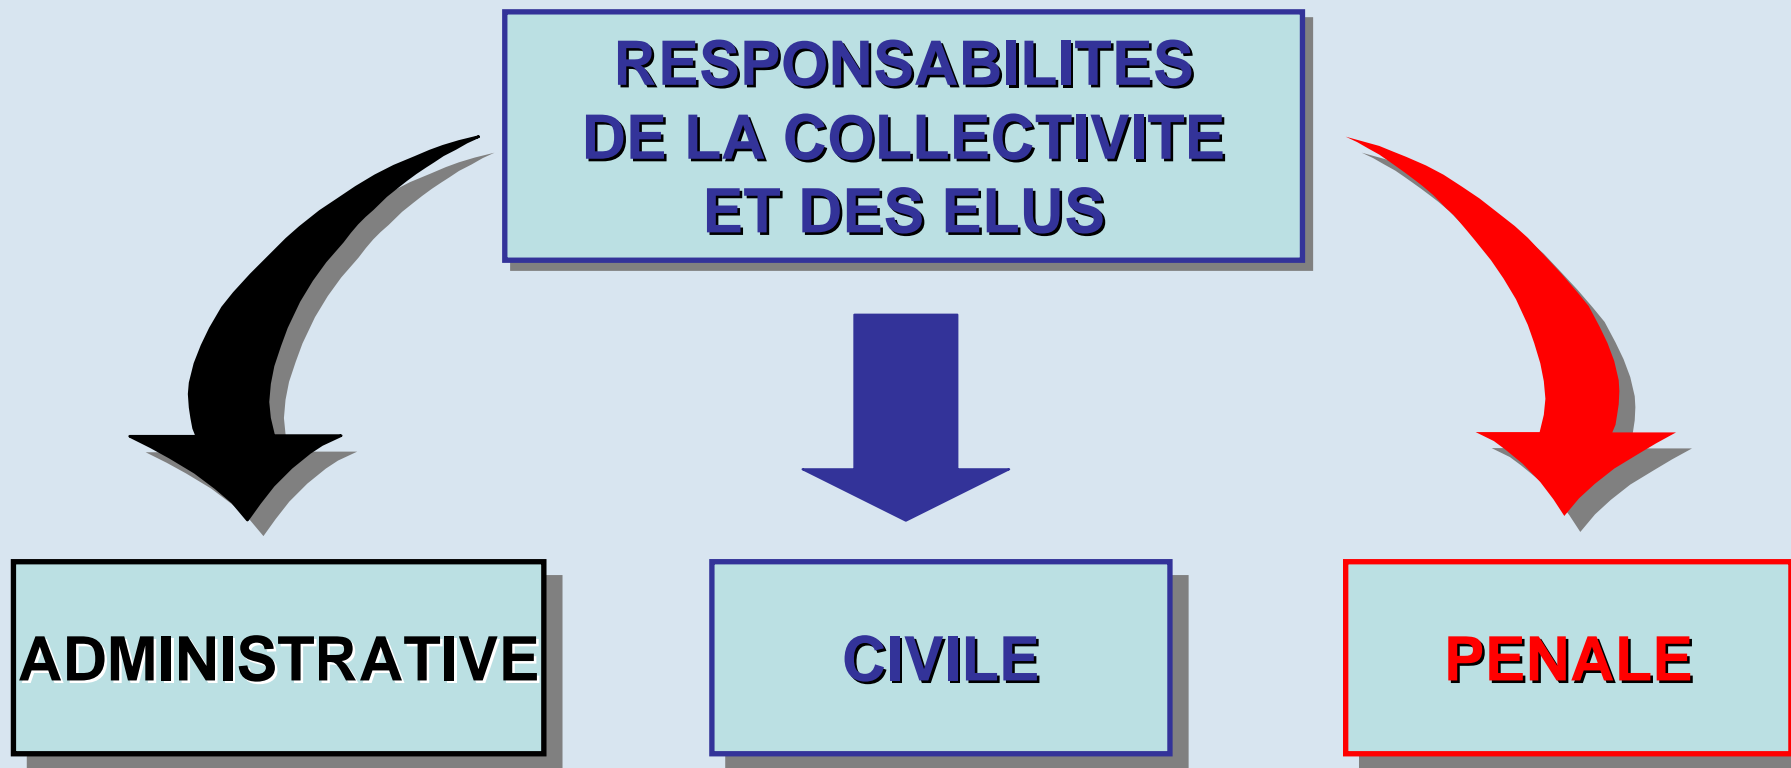 RESPONSABILITES
DE LA COLLECTIVITE
ET DES ELUS
ADMINISTRATIVE
CIVILE
PENALE